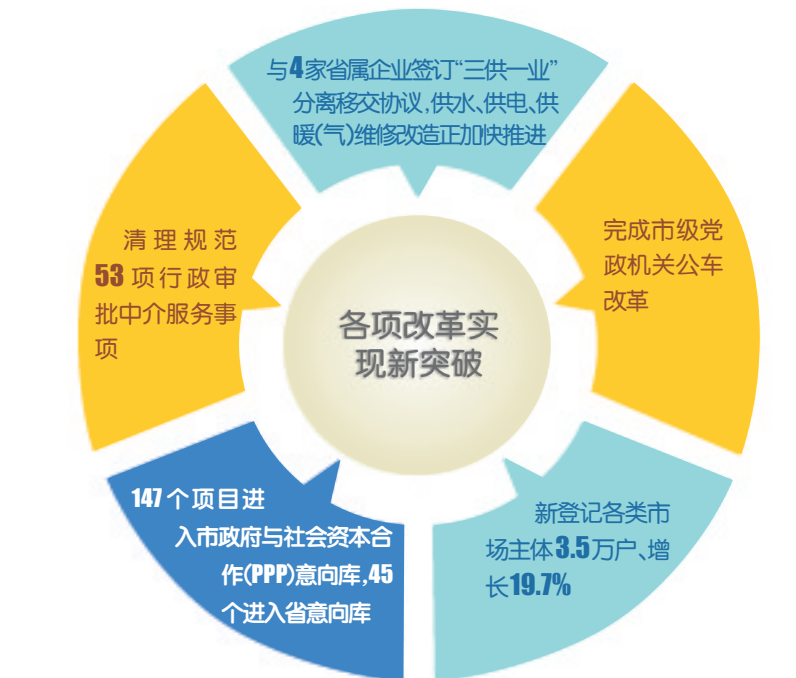 与4家省属企业签订“三供一业”
分离移交协议,供水、供电、供
暖(气)维修改造正加快推进
完成市级党
政机关公车
改革
新登记各类市
场主体3.5万户、增
长19.7%
147个项目进
入市政府与社会资本合
作(PPP)意向库,45
个进入省意向库
清理规范
53项行政审
批中介服务事
项
各项改革实
现新突破